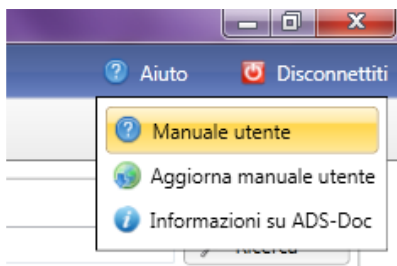 Aiuto Disconnettiti
Manuale utente
Aggiorna manuale utente
Informazioni su ADS-Doc
Ricerca